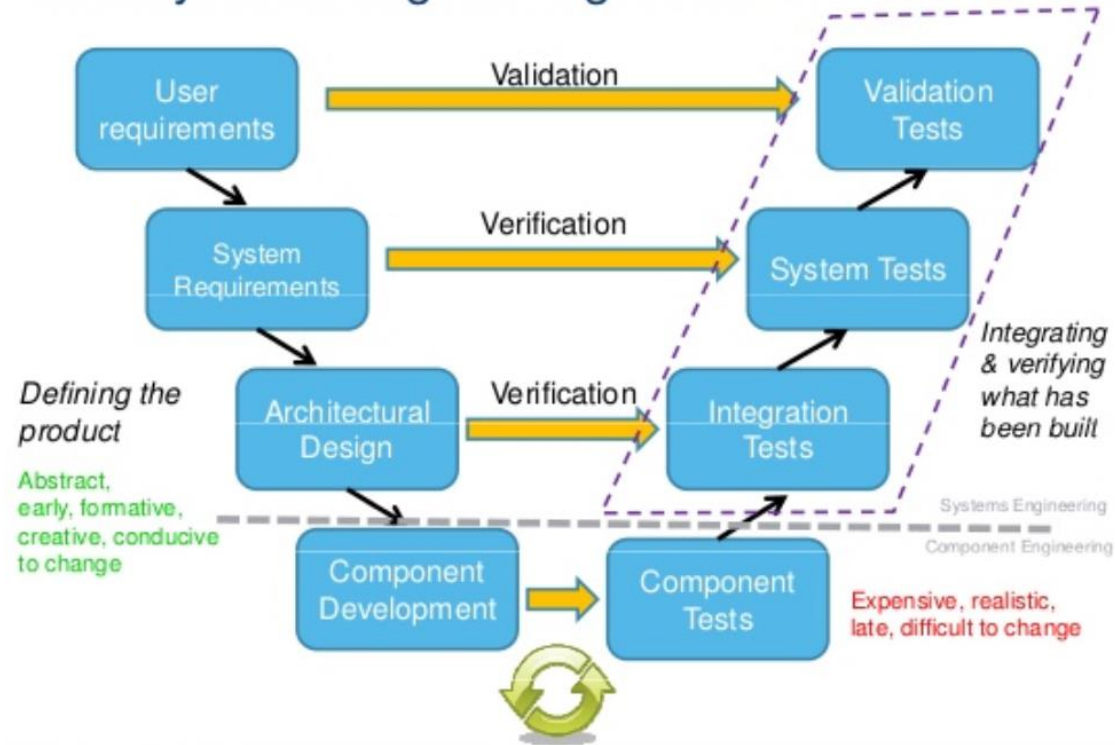 User
requirements
Validation
Validation
Tests
System
Requirements
Verification
System Tests
Defining the
product
Architectural
Design
Verification
Integration
Tests
Integrating
& verifying
what has
been built
Abstract,
early, formative,
creative, conducive
to change
Systems Engineering
Component Engineering
Component
Development
Component
Tests
Expensive, realistic,
late, difficult to change